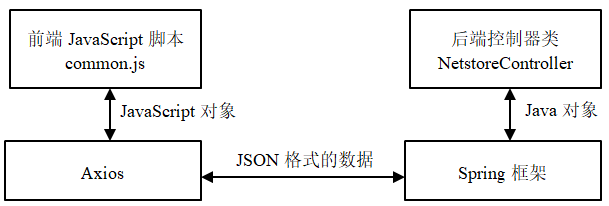 前端 JavaScript 脚本
common.js
后端控制器类
NetstoreController
JavaScript 对象
Java 对象
JSON 格式的数据
Axios
Spring 框架